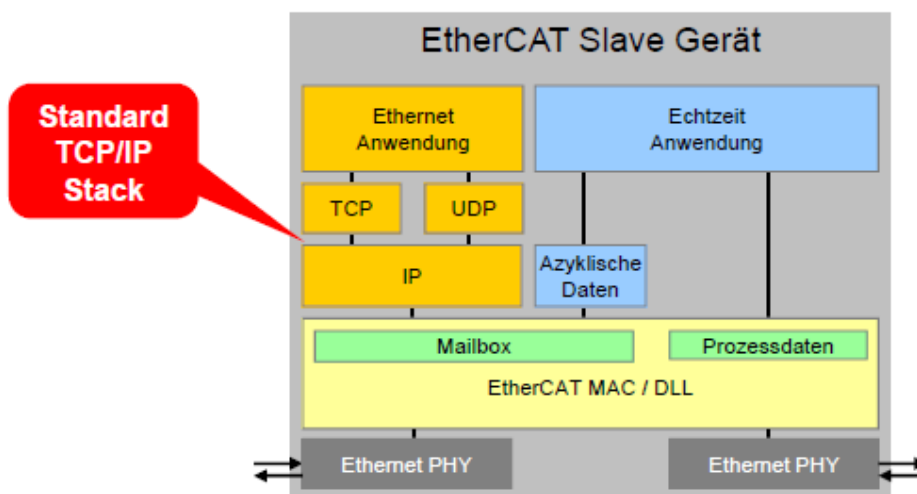 EtherCAT Slave Gerät
Standard
TCP/IP
Stack
Ethernet
Anwendung
Echtzeit
Anwendung
TCP
UDP
IP
Azyklische
Daten
Mailbox
Prozessdaten
EtherCAT MAC / DLL
Ethernet PHY
Ethernet PHY